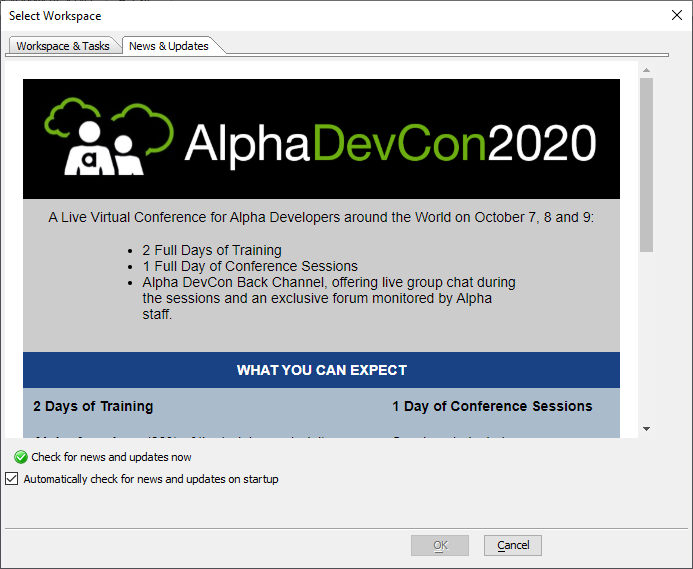 Select Workspace
Workspace & Tasks
News & Updates
a
AlphaDevCon2020
A Live Virtual Conference for Alpha Developers around the World on October 7, 8 and 9:
• 2 Full Days of Training
• 1 Full Day of Conference Sessions
• Alpha DevCon Back Channel, offering live group chat during
the sessions and an exclusive forum monitored by Alpha
staff.
WHAT YOU CAN EXPECT
2 Days of Training
1 Day of Conference Sessions
Check for news and updates now
Automatically check for news and updates on startup
OK
Cancel